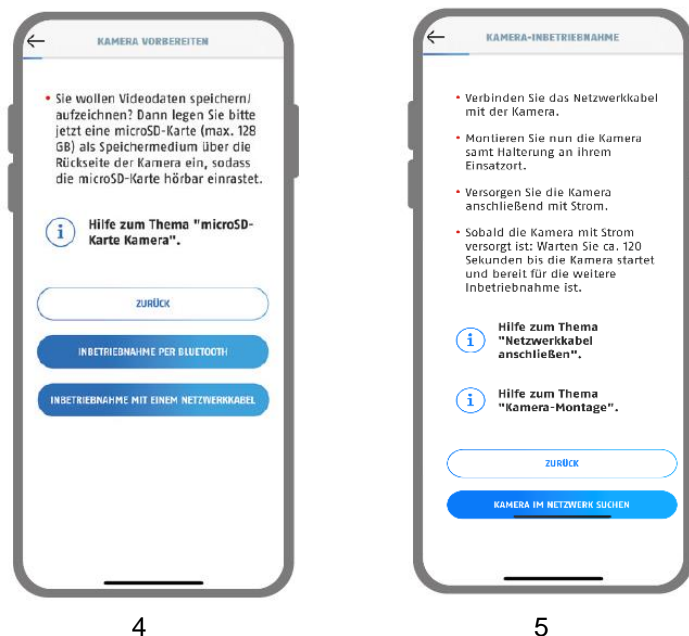 KAMERA VORBEREITEN
• Sie wollen Videodaten speichern/
aufzeichnen? Dann legen Sie bitte
jetzt eine microSD-Karte (max. 128
GB) als Speichermedium über die
Rückseite der Kamera ein, sodass
die microSD-Karte hörbar einrastet.
i
Hilfe zum Thema "microSD-
Karte Kamera".
ZURÜCK
INBETRIEBNAHME PER BLUETOOTH
INBETRIEBNAHME MIT EINEM NETZWERKKABEL
4
KAMERA-INBETRIEBNAHME
• Verbinden Sie das Netzwerkkabel
mit der Kamera.
• Montieren Sie nun die Kamera
samt Halterung an ihrem
Einsatzort.
• Versorgen Sie die Kamera
anschließend mit Strom.
• Sobald die Kamera mit Strom
versorgt ist: Warten Sie ca. 120
Sekunden bis die Kamera startet
und bereit für die weitere
Inbetriebnahme ist.
i
Hilfe zum Thema
"Netzwerkkabel
anschließen".
i
Hilfe zum Thema
"Kamera-Montage".
ZURÜCK
KAMERA IM NETZWERK SUCHEN
5